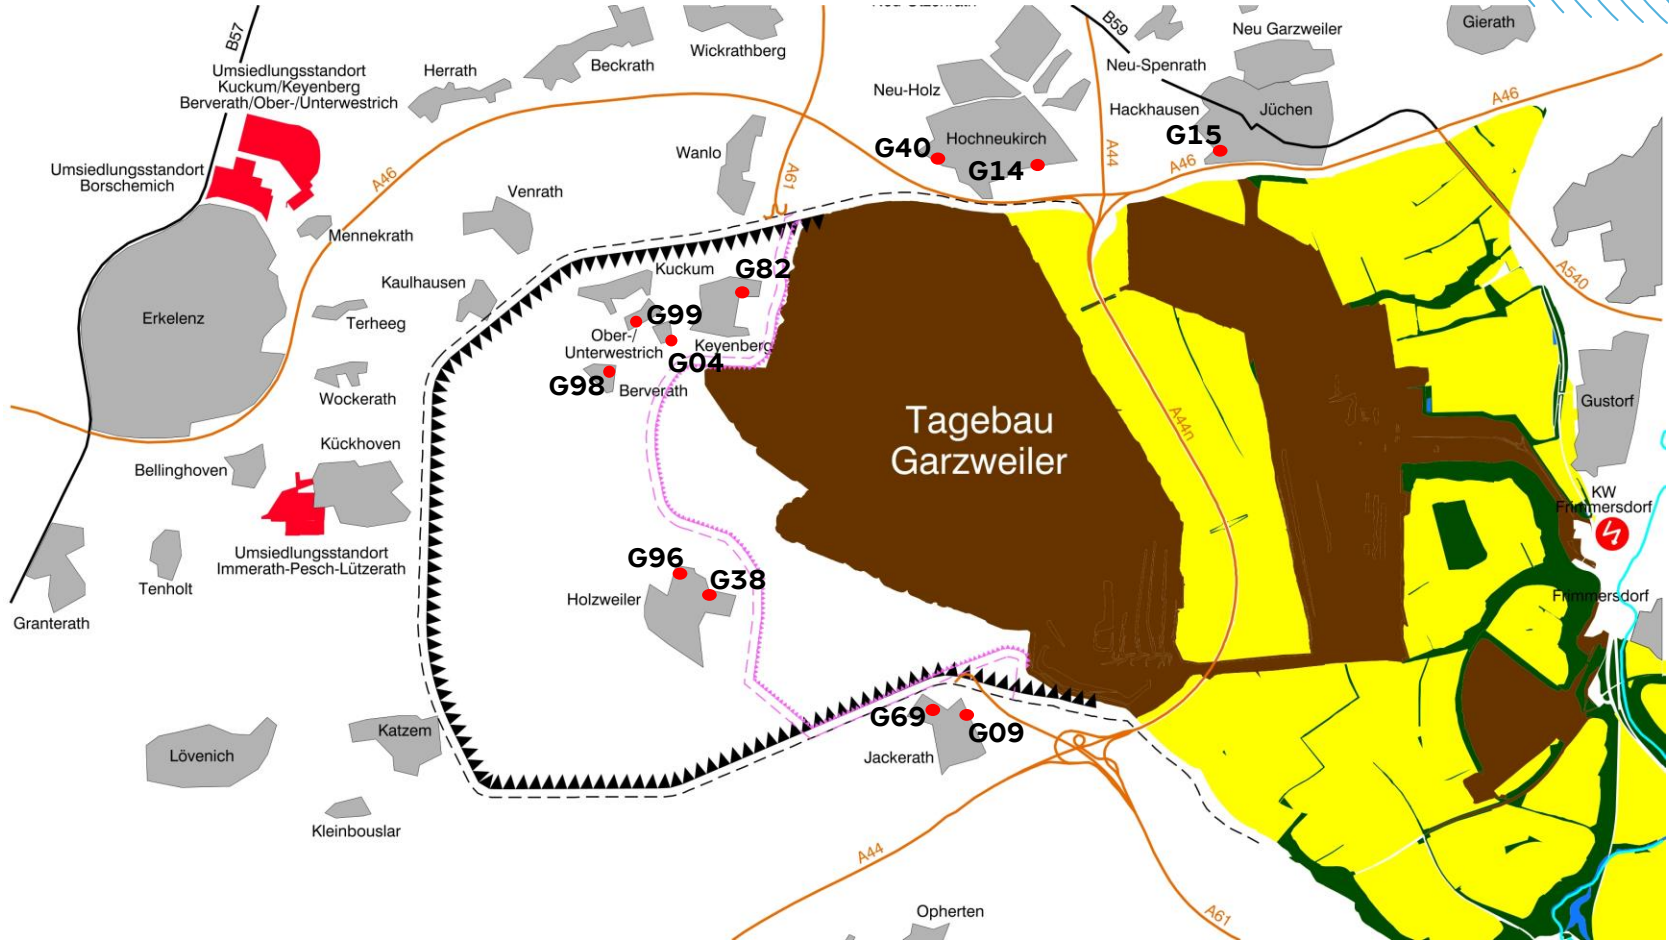 B57
Umsiedlungsstandort
Kuckum/Keyenberg
Berverath/Ober-/Unterwestrich
Herrath
Beckrath
Wickrathberg
B59
Neu Garzweiler
Gierath
Neu-Spenrath
Neu-Holz
Hackhausen
Jüchen
A46
Hochneukirch
G15
G40
G14
A44
A46
Wanlo
A61
Umsiedlungsstandort
Borschemich
A46
Venrath
Mennekrath
Kaulhausen
Kuckum
G82
A540
Erkelenz
Terheeg
G99
Ober-/
Unterwestrich
Keyenberg
G04
G98
Berverath
Wockerath
Tagebau
Garzweiler
A44n
Gustorf
Kückhoven
Bellinghoven
KW
Frimmersdorf
Umsiedlungsstandort
Immerath-Pesch-Lützerath
Tenholt
G96
G38
Holzweiler
Frimmersdorf
Granterath
G69
G09
Jackerath
Katzem
Lövenich
Kleinbouslar
A44
A61
Opherten